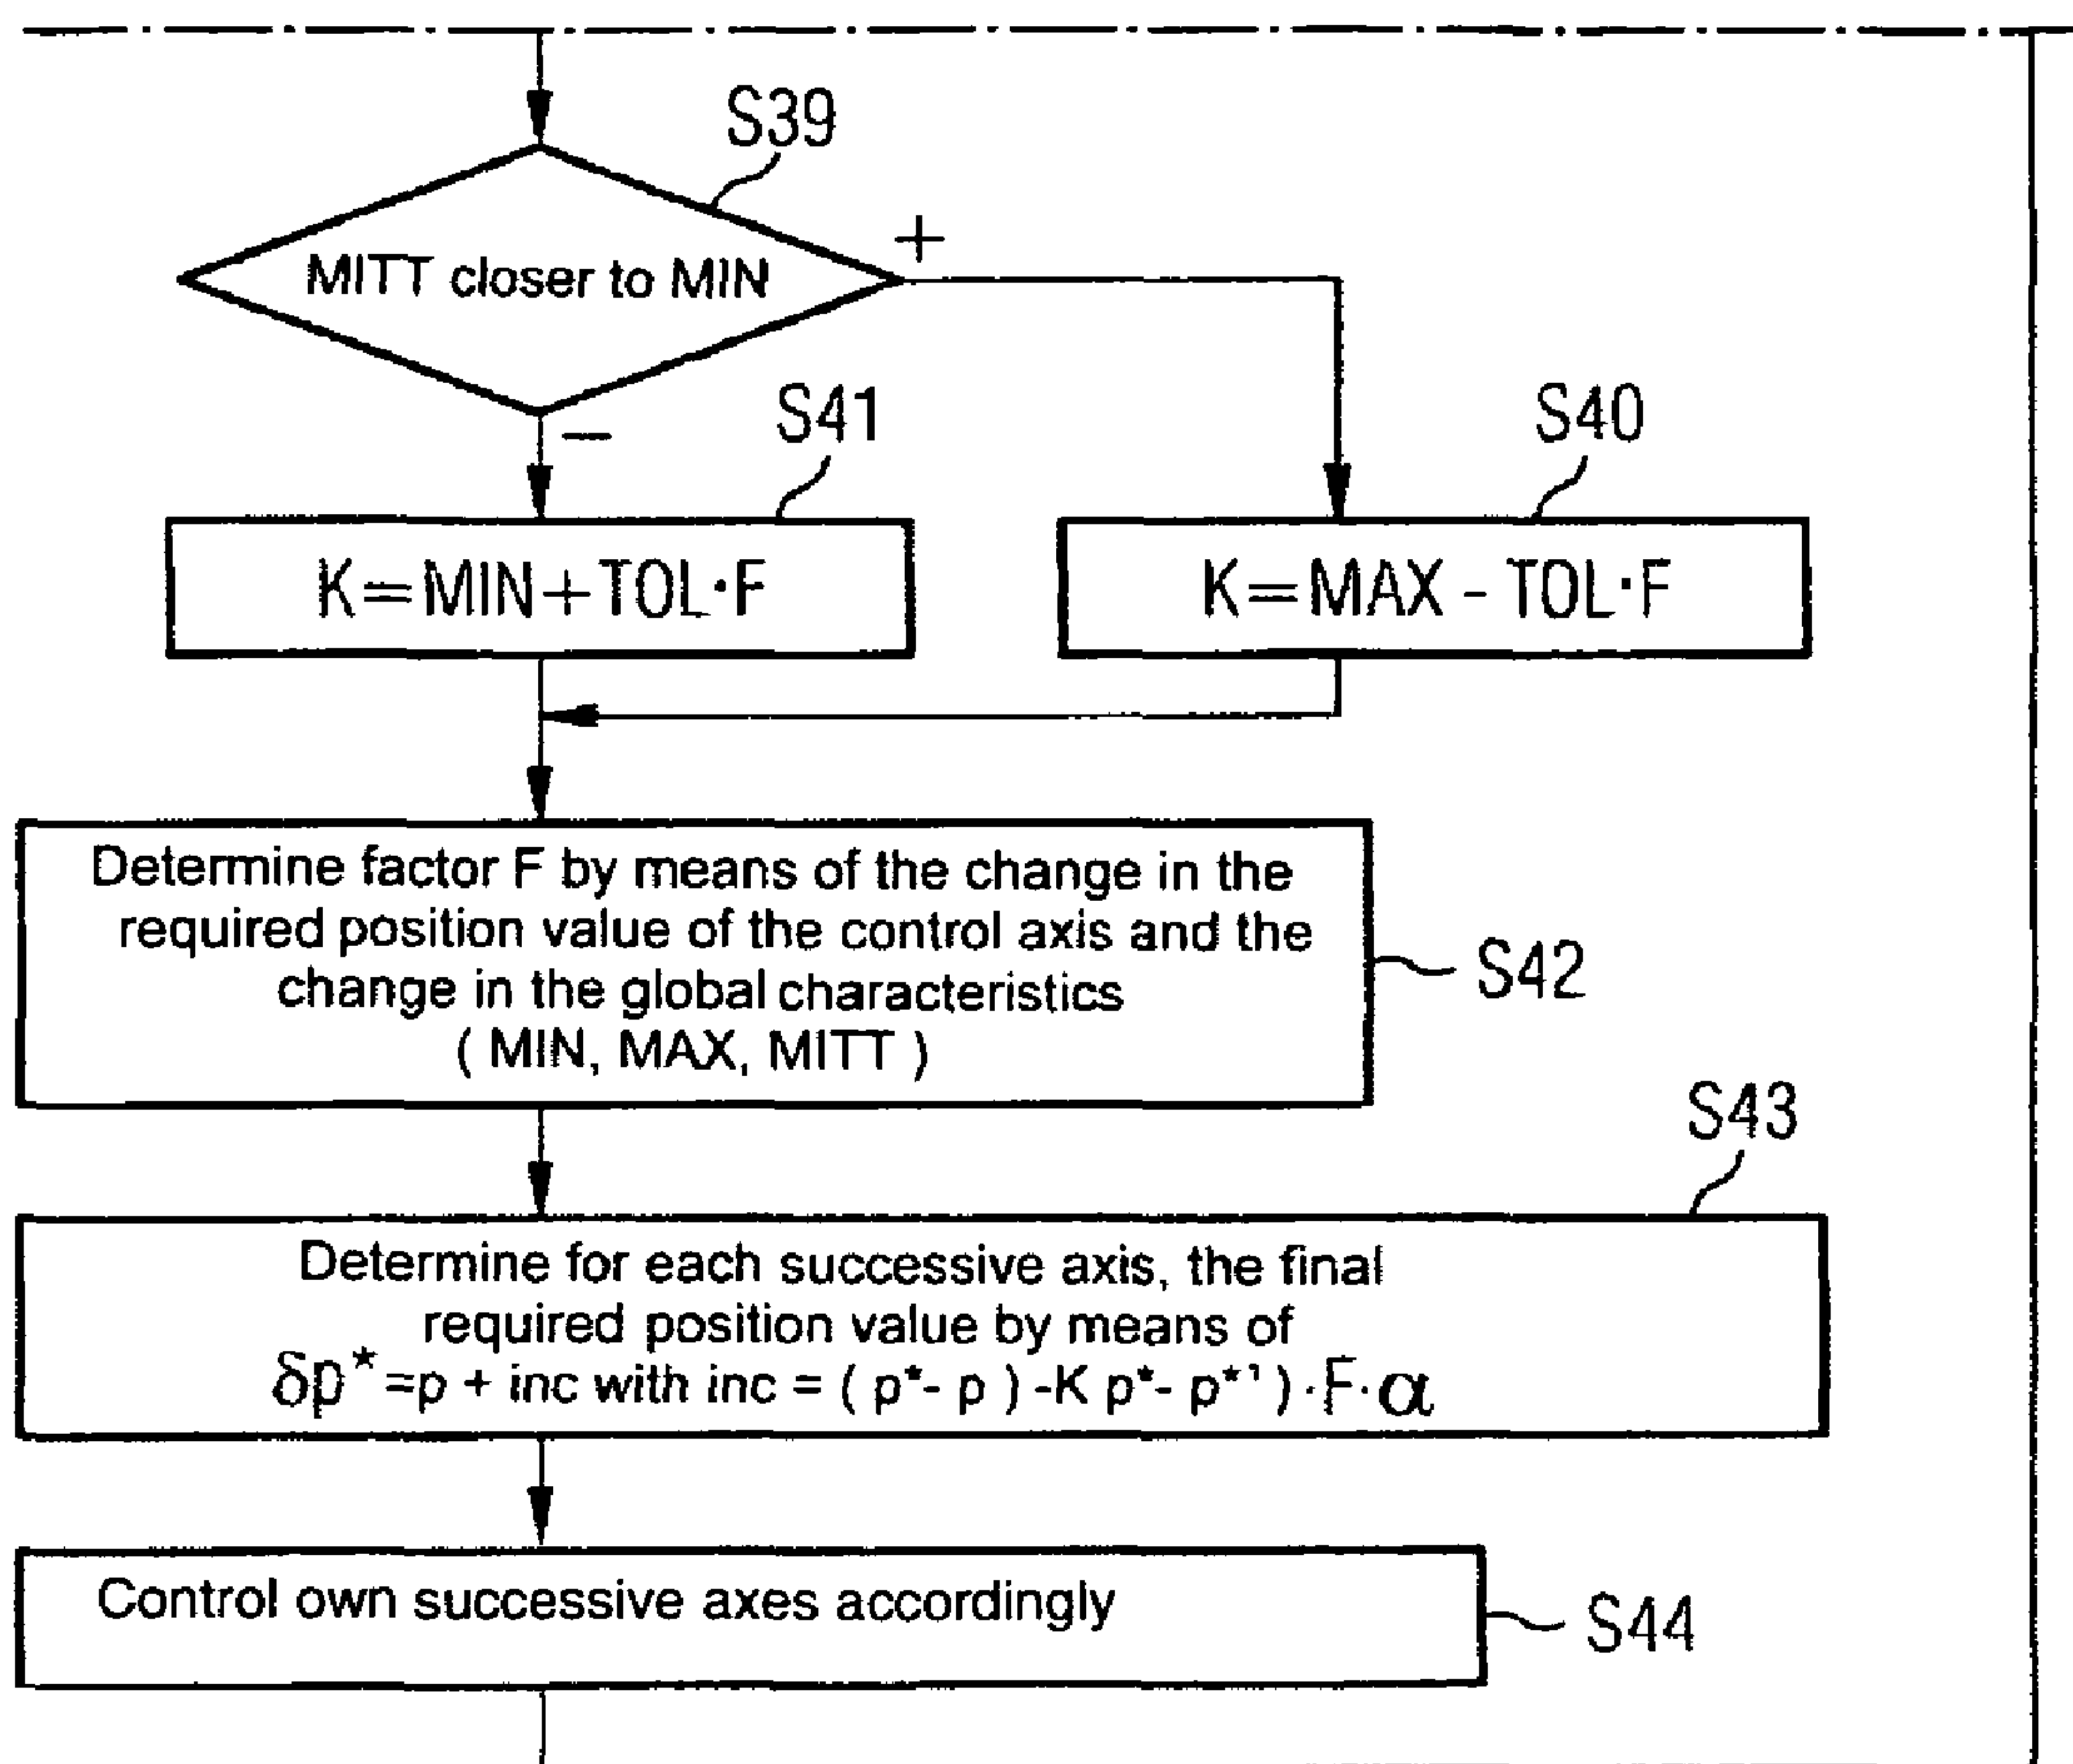 S39
+
MITT closer to MIN
−
S41
S40
K=MIN+TOL·F
K=MAX - TOL·F
Determine factor F by means of the change in the
required position value of the control axis and the
change in the global characteristics
( MIN, MAX, MITT )
S42
S43
Determine for each successive axis, the final
required position value by means of
δp* =p + inc with inc = ( p*- p ) -K p*- p*¹ ) ·F·α
Control own successive axes accordingly
S44